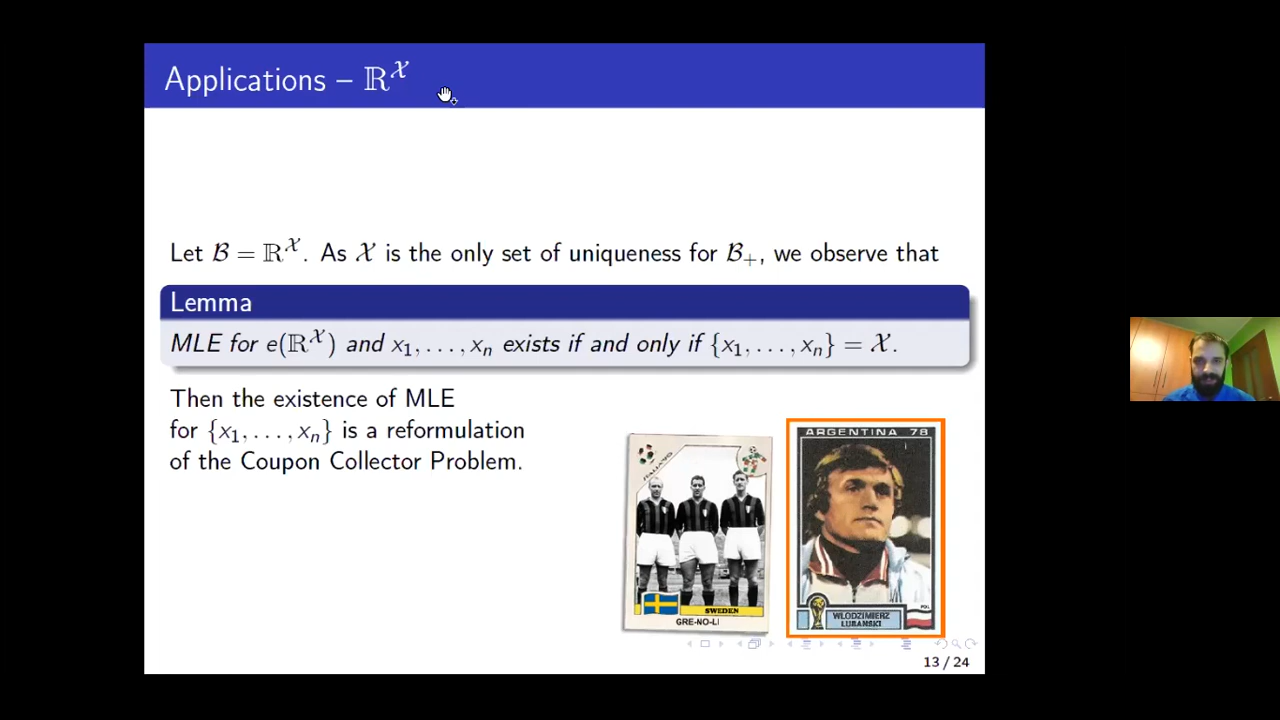 Applications – ℝ^𝒳
Let ℬ = ℝ^𝒳. As 𝒳 is the only set of uniqueness for ℬ₊, we observe that
Lemma
MLE for e(ℝ^𝒳) and x₁, . . . , xₙ exists if and only if {x₁, . . . , xₙ} = 𝒳.
Then the existence of MLE
for {x₁, . . . , xₙ} is a reformulation
of the Coupon Collector Problem.
SWEDEN
GRE-NO-LI
ARGENTINA 78
WLODZIMIERZ
LUBANSKI
POL
13 / 24